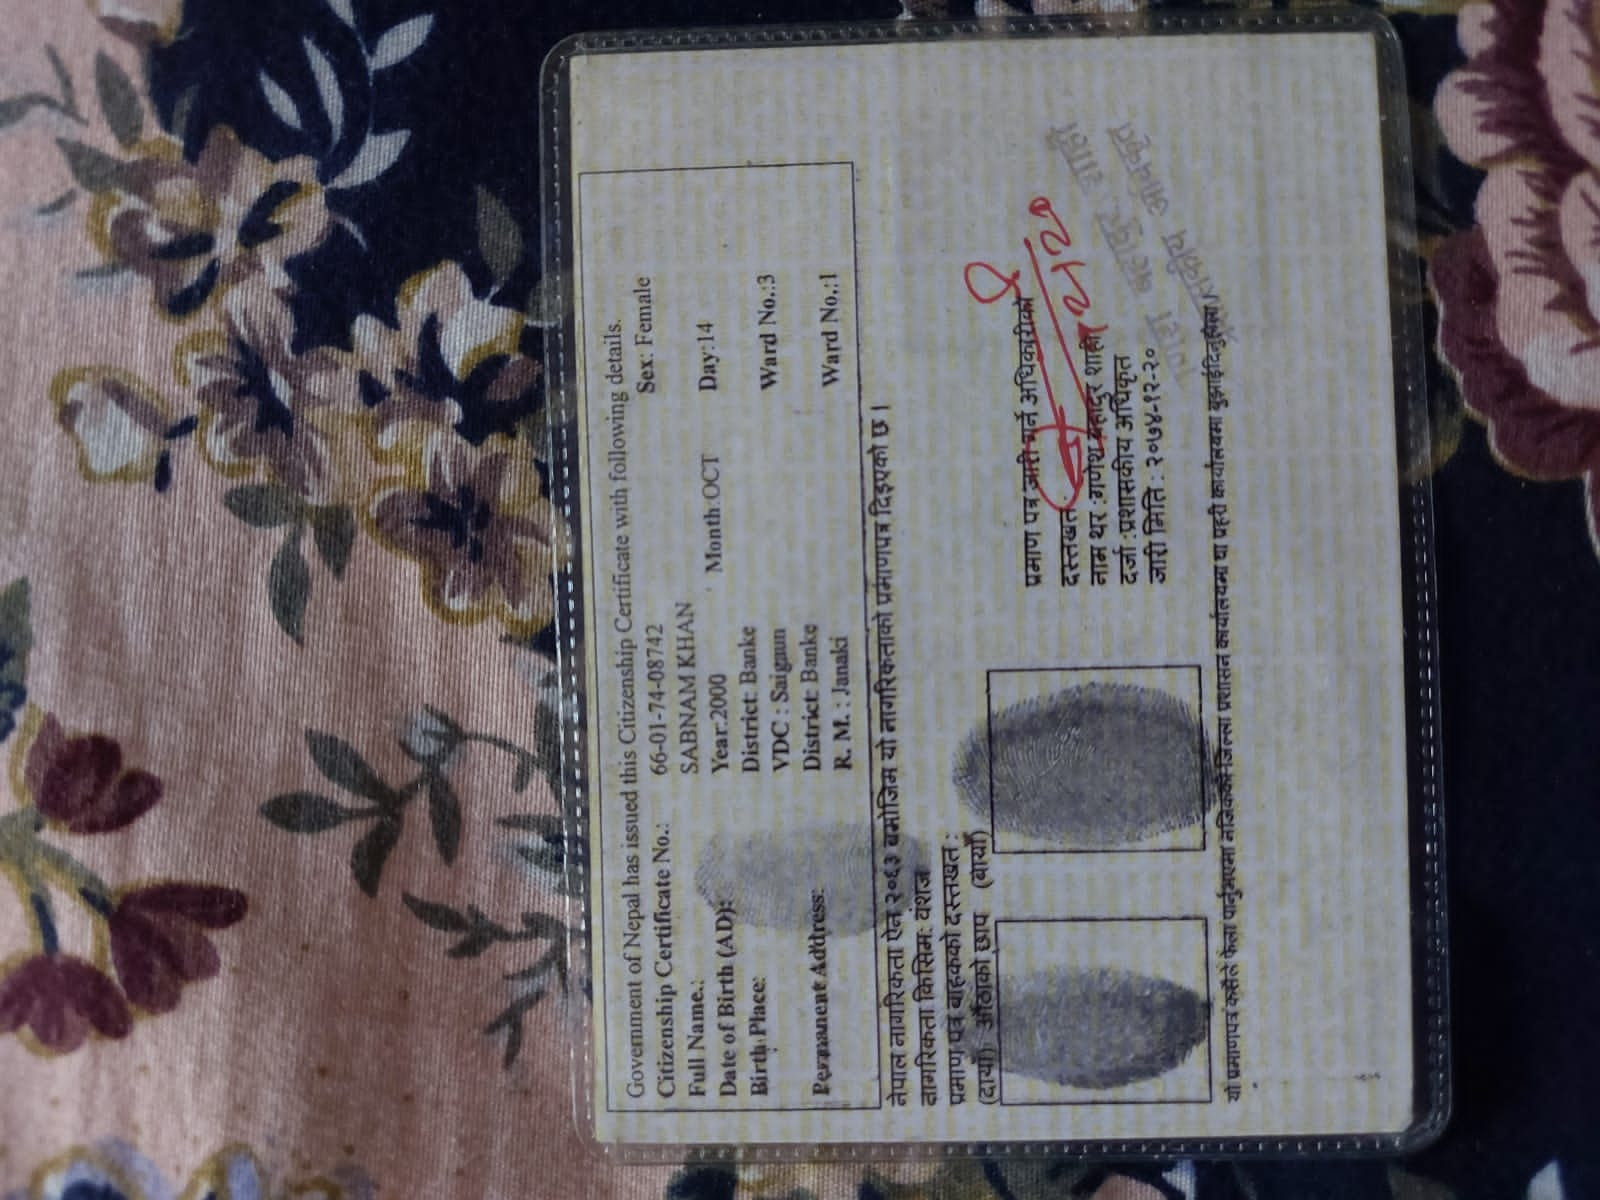 Government of Nepal has issued this Citizenship Certificate with following details.
Citizenship Certificate No.: 66-01-74-08742 Sex: Female
Full Name.: SABNAM KHAN
Date of Birth (AD): Year:2000 Month:OCT Day:14
Birth Place: District: Banke
VDC : Saigaun Ward No.:3
Permanent Address: District: Banke
R. M. : Janaki Ward No.:1
नेपाल नागरिकता ऐन २०६३ बमोजिम यो नागरिकताको प्रमाणपत्र दिइएको छ ।
नागरिकता किसिम: वंशज
प्रमाण पत्र बाहकको दस्तखत :
(दायाँ) औंठाको छाप (बायाँ)
प्रमाण पत्र जारी गर्ने अधिकारीको
दस्तखत :
नाम थर : गणेश बहादुर शाही
दर्जा : प्रशासकीय अधिकृत
जारी मिति : २०७४-१२-२०
बहादुर शाही
अधिकृत
यो प्रमाणपत्र कसैले फेला पार्नुभएमा नजिकको जिल्ला प्रशासन कार्यालयमा वा प्रहरी कार्यालयमा बुझाईदिनुहोला